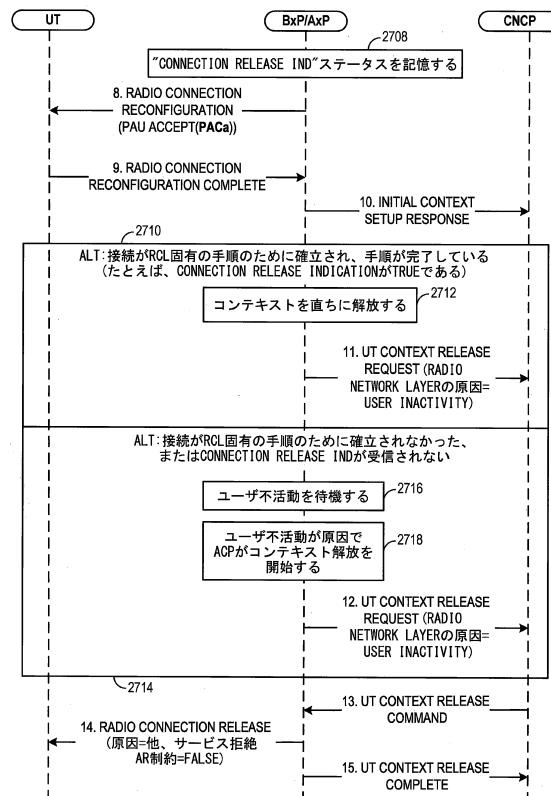 UT
BxP/AxP
CNCP
2708
"CONNECTION RELEASE IND"ステータスを記憶する
8. RADIO CONNECTION
RECONFIGURATION
(PAU ACCEPT(PACa))
9. RADIO CONNECTION
RECONFIGURATION COMPLETE
10. INITIAL CONTEXT
SETUP RESPONSE
2710
ALT:接続がRCL固有の手順のために確立され、手順が完了している
(たとえば、CONNECTION RELEASE INDICATIONがTRUEである)
2712
コンテキストを直ちに解放する
11. UT CONTEXT RELEASE
REQUEST (RADIO
NETWORK LAYERの原因=
USER INACTIVITY)
ALT:接続がRCL固有の手順のために確立されなかった、
またはCONNECTION RELEASE INDが受信されない
2716
ユーザ不活動を待機する
2718
ユーザ不活動が原因で
ACPがコンテキスト解放を
開始する
12. UT CONTEXT RELEASE
REQUEST (RADIO
NETWORK LAYERの原因=
USER INACTIVITY)
2714
13. UT CONTEXT RELEASE
COMMAND
14. RADIO CONNECTION RELEASE
(原因=他、サービス拒絶
AR制約=FALSE)
15. UT CONTEXT RELEASE
COMPLETE